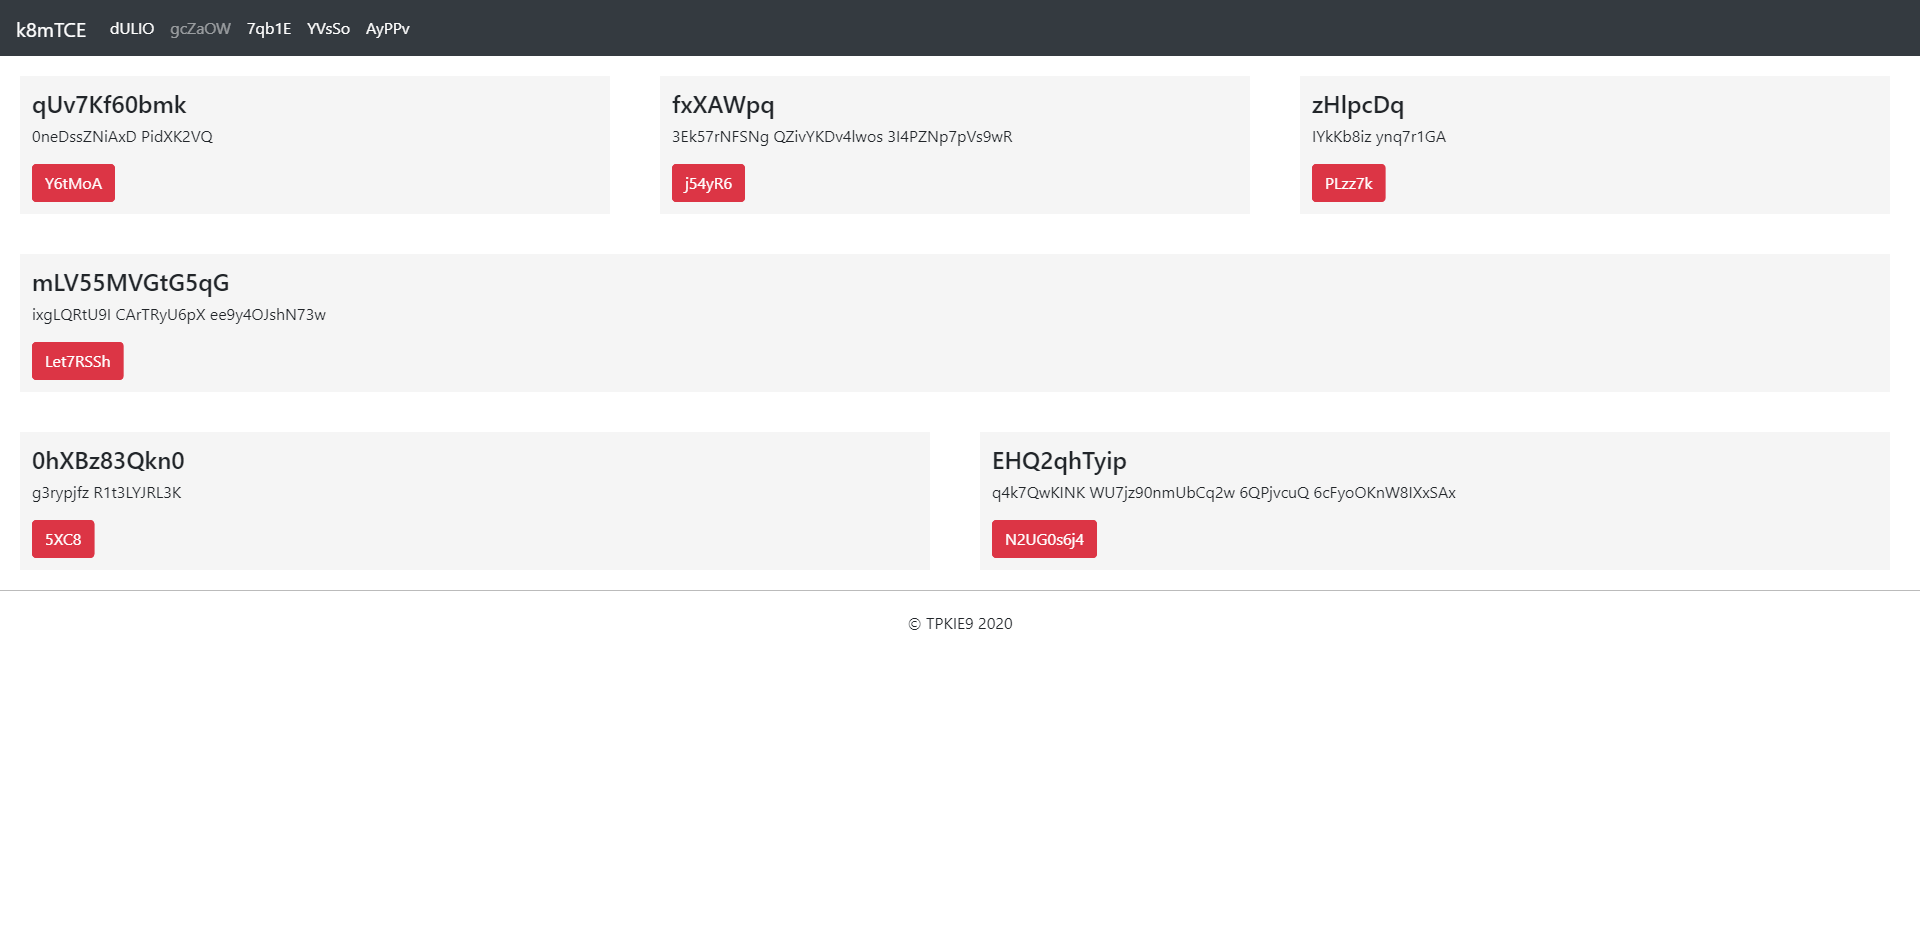 k8mTCE dULIO gcZaOW 7qb1E YVsSo AyPPv
qUv7Kf60bmk
0neDssZNiAxD PidXK2VQ
Y6tMoA
fxXAWpq
3Ek57rNFSNg QZivYKDv4lwos 3I4PZNp7pVs9wR
j54yR6
zHlpcDq
IYkKb8iz ynq7r1GA
PLzz7k
mLV55MVGtG5qG
ixgLQRtU9I CArTRyU6pX ee9y4OJshN73w
Let7RSSh
0hXBz83Qkn0
g3rypjfz R1t3LYJRL3K
5XC8
EHQ2qhTyip
q4k7QwKINK WU7jz90nmUbCq2w 6QPjvcuQ 6cFyoOKnW8IXxSAx
N2UG0s6j4
© TPKIE9 2020